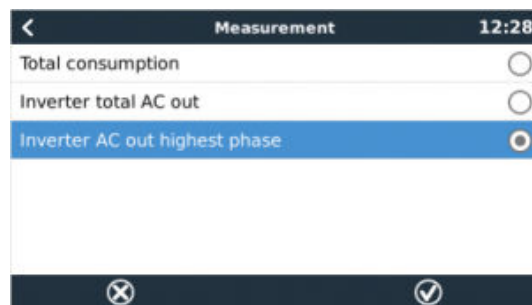 Measurement
12:28
Total consumption
Inverter total AC out
Inverter AC out highest phase